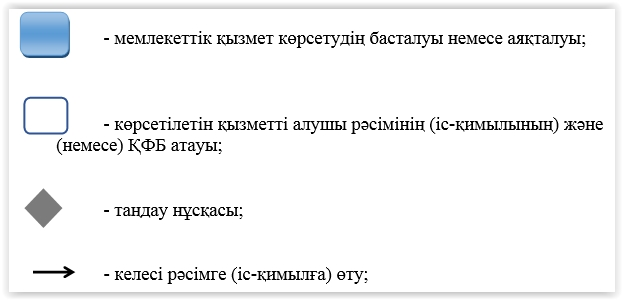 - мемлекеттік қызмет көрсетудің басталуы немесе аяқталуы;
- көрсетілетін қызметті алушы рәсімінің (іс-қимылының) және
(немесе) ҚФБ атауы;
- таңдау нұсқасы;
- келесі рәсімге (іс-қимылға) өту;